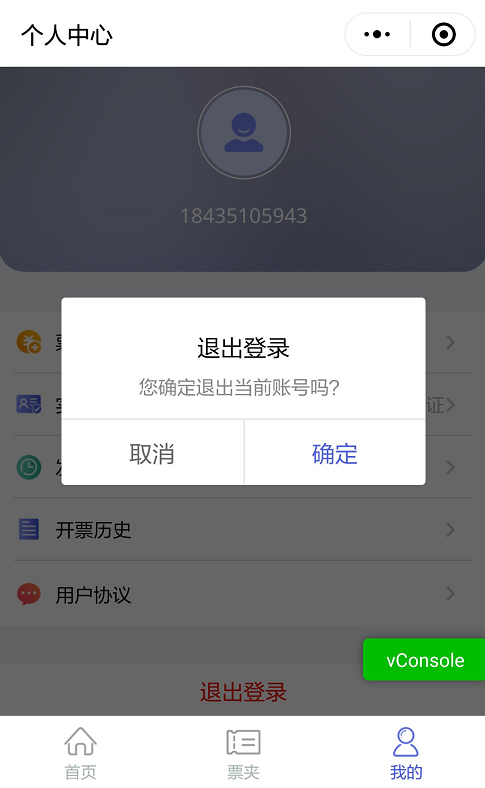 个人中心
18435105943
退出登录
您确定退出当前账号吗?
取消
确定
证
开票历史
用户协议
vConsole
退出登录
首页
票夹
我的